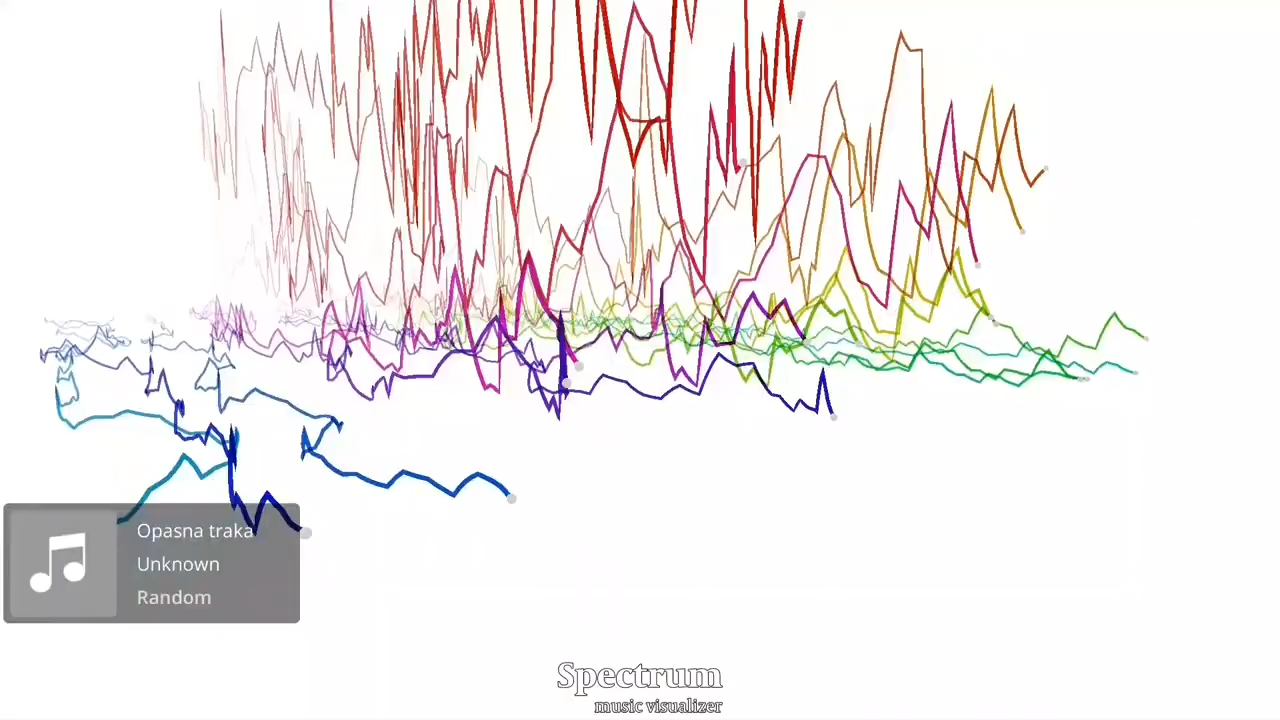 Opasna traka
Unknown
Random
Spectrum
music visualizer